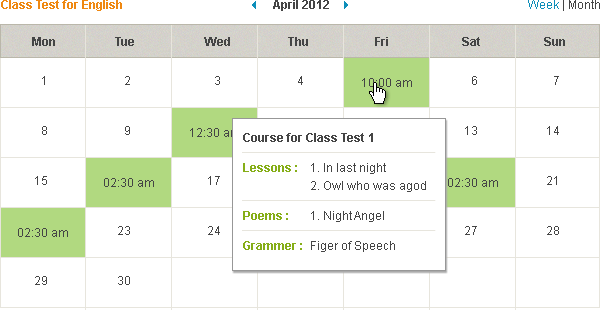 Class Test for English
April 2012
Week | Month
Mon Tue Wed Thu Fri Sat Sun
1 2 3 4 10:00 am 6 7
8 9 12:30 am 13 14
15 02:30 am 17 02:30 am 21
02:30 am 23 24 27 28
29 30
Course for Class Test 1
Lessons : 1. In last night
2. Owl who was agod
Poems : 1. Night Angel
Grammer : Figer of Speech